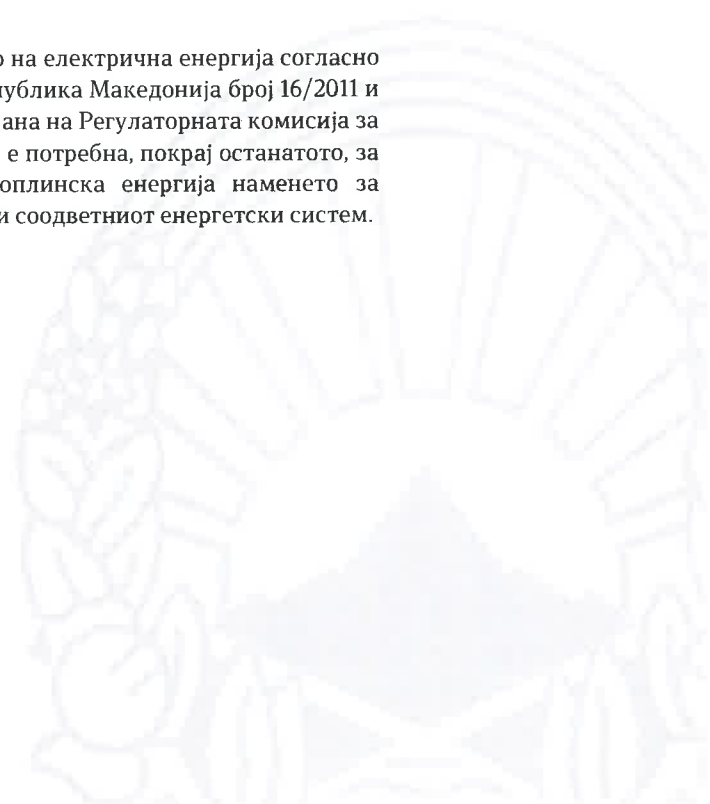 о на електрична енергија согласно
публика Македонија број 16/2011 и
ана на Регулаторната комисија за
е потребна, покрај останатото, за
оплинска енергија наменето за
и соодветниот енергетски систем.